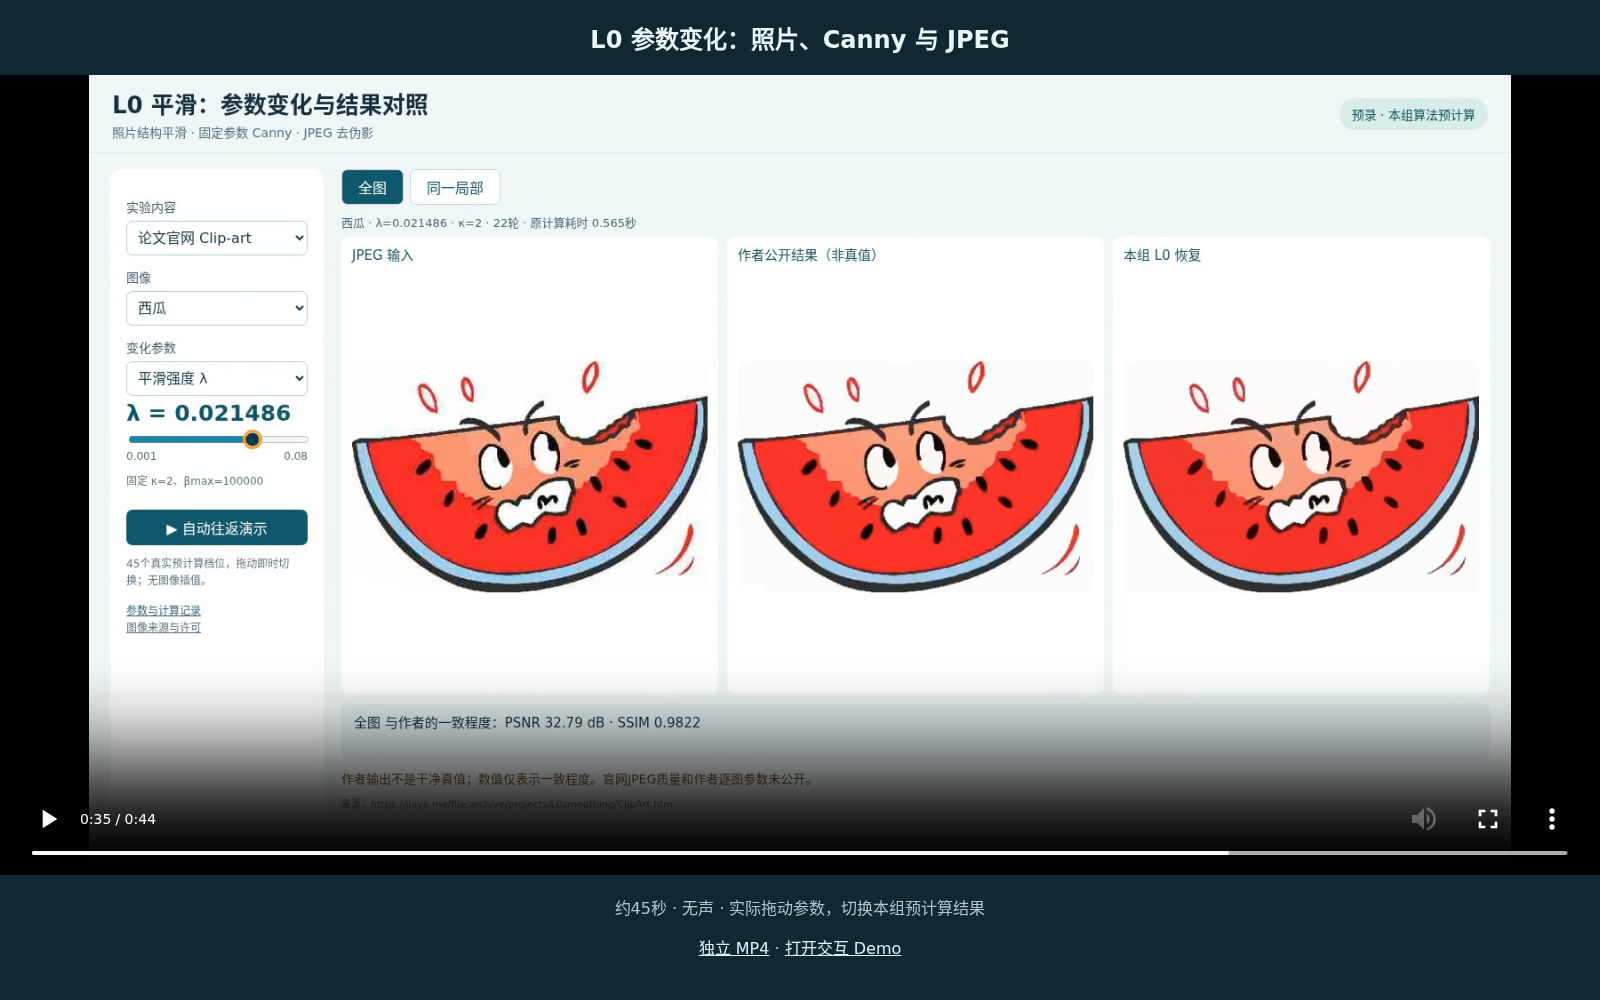 L0 参数变化：照片、Canny 与 JPEG
L0 平滑：参数变化与结果对照
照片结构平滑 · 固定参数 Canny · JPEG 去伪影
预录 · 本组算法预计算
实验内容
论文官网 Clip-art
图像
西瓜
变化参数
平滑强度 λ
λ = 0.021486
0.001 0.08
固定 κ=2、βmax=100000
▶ 自动往返演示
45个真实预计算档位，拖动即时切
换；无图像插值。
参数与计算记录
图像来源与许可
全图 同一局部
西瓜 · λ=0.021486 · κ=2 · 22轮 · 原计算耗时 0.565秒
JPEG 输入
作者公开结果（非真值）
本组 L0 恢复
全图 与作者的一致程度：PSNR 32.79 dB · SSIM 0.9822
作者输出不是干净真值；数值仅表示一致程度。官网JPEG质量和作者逐图参数未公开。
来源：https://jiaya.me/file/archive/projects/L0smoothing/ClipArt.htm
0:35 / 0:44
约45秒 · 无声 · 实际拖动参数，切换本组预计算结果
独立 MP4 · 打开交互 Demo